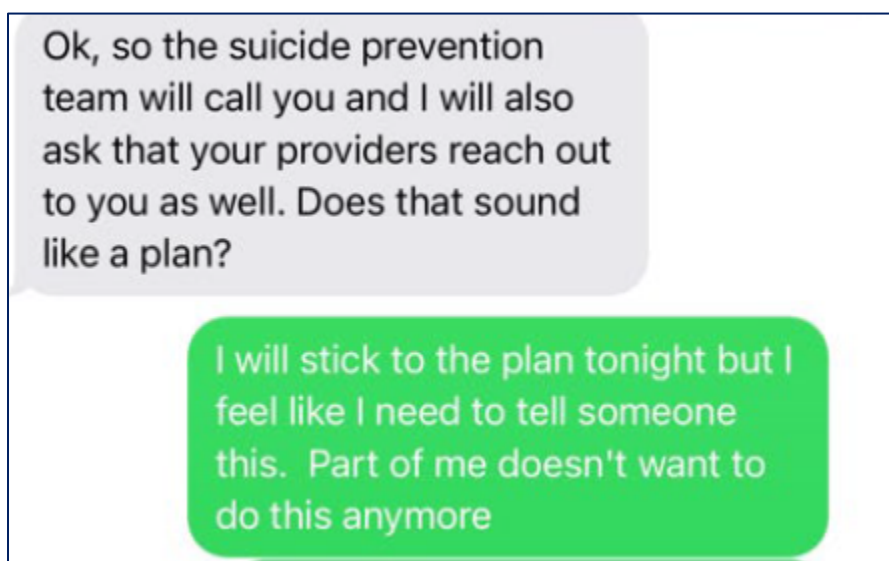 Ok, so the suicide prevention
team will call you and I will also
ask that your providers reach out
to you as well. Does that sound
like a plan?
I will stick to the plan tonight but I
feel like I need to tell someone
this.  Part of me doesn't want to
do this anymore